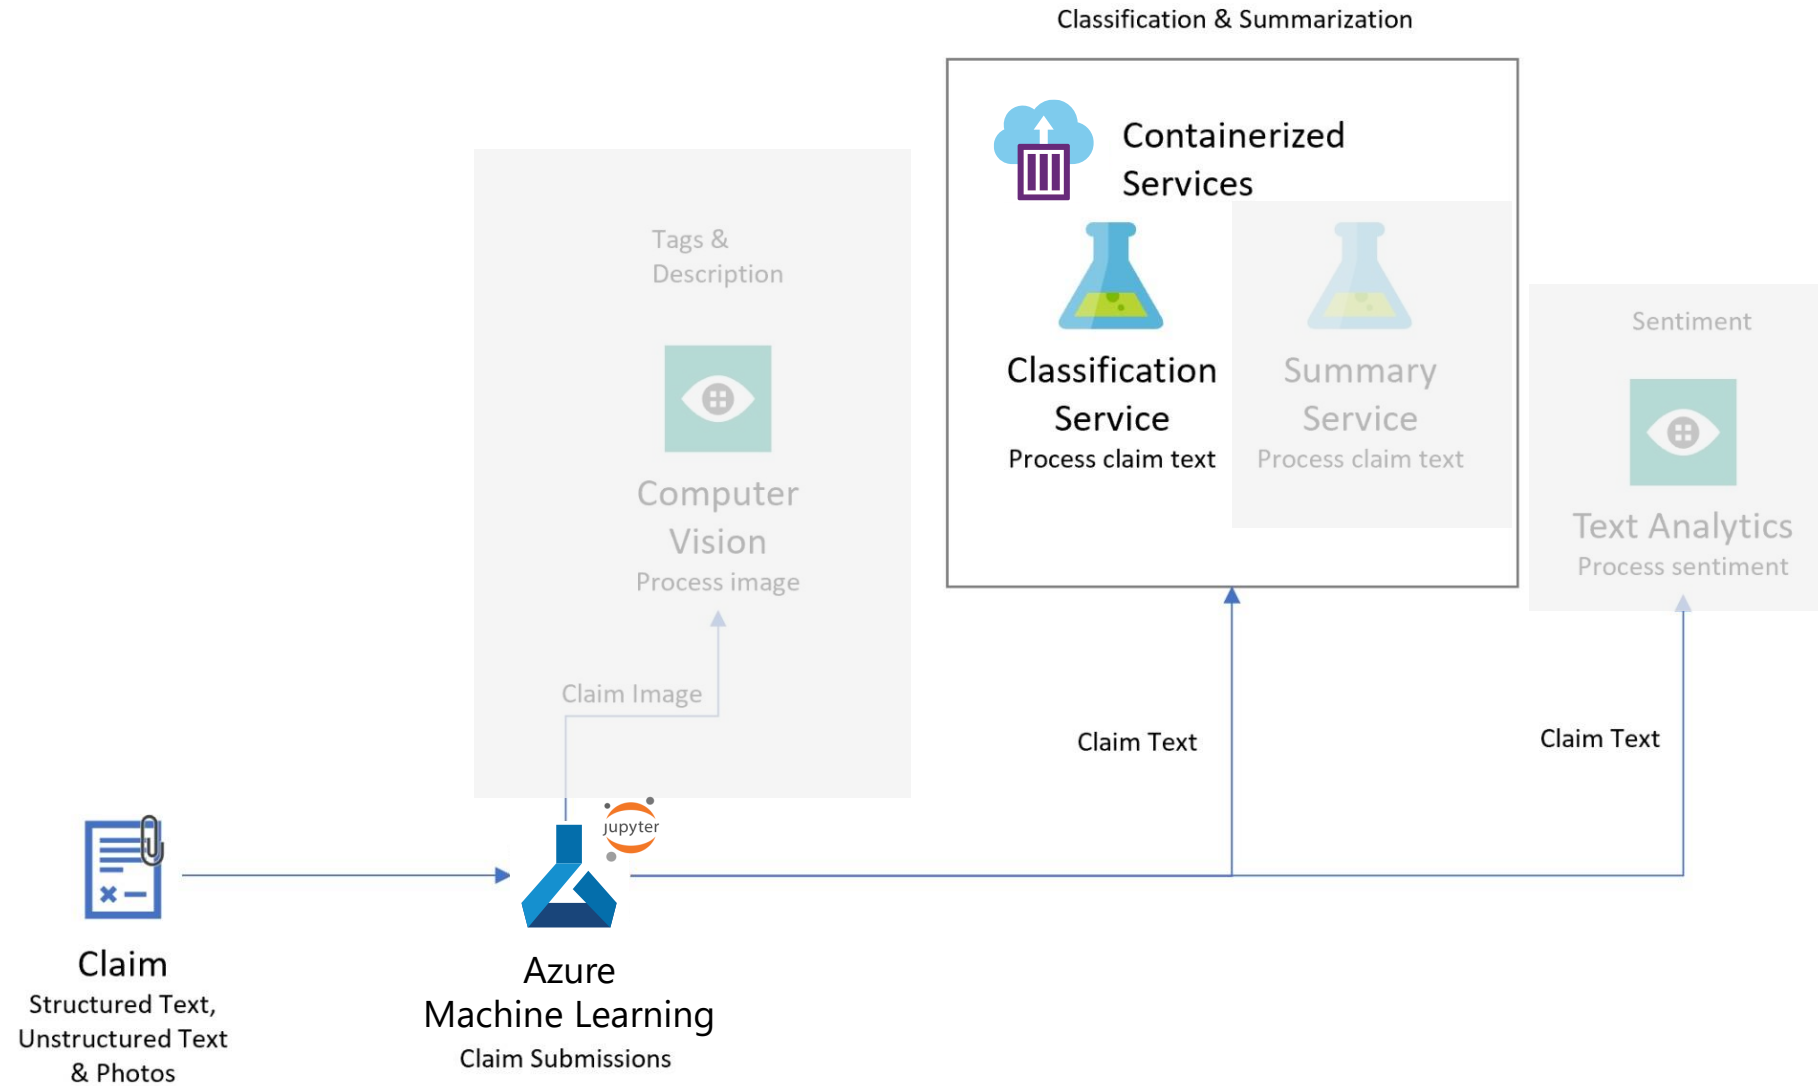 Classification & Summarization
Containerized
Services
Tags &
Description
Classification
Service
Process claim text
Summary
Service
Process claim text
Sentiment
Text Analytics
Process sentiment
Computer
Vision
Process image
Claim Image
Claim Text
Claim Text
jupyter
Claim
Structured Text,
Unstructured Text
& Photos
Azure
Machine Learning
Claim Submissions